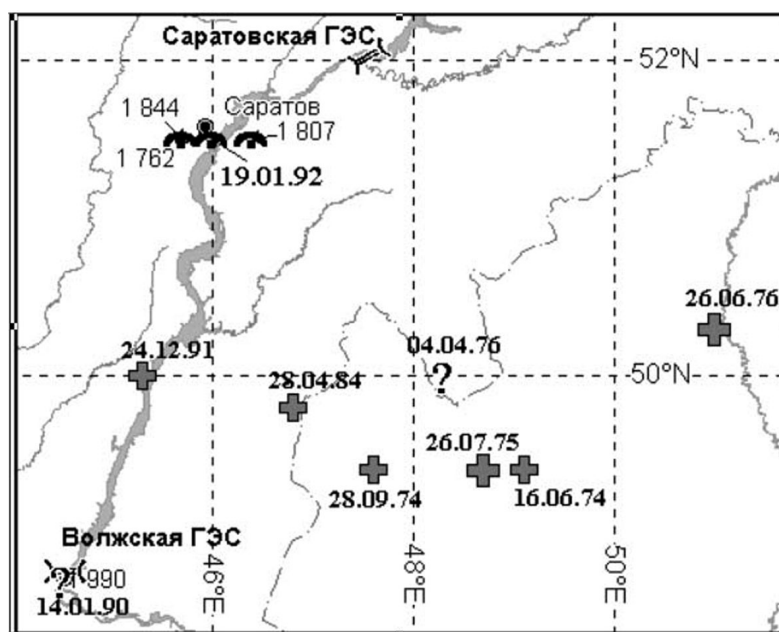 Саратовская ГЭС
52°N
1 844
Саратов
1 807
1 762
19.01.92
26.06.76
24.12.91
04.04.76
50°N
28.04.84
26.07.75
28.09.74
16.06.74
Волжская ГЭС
?
990
14.01.90
46°E
48°E
50°E
?